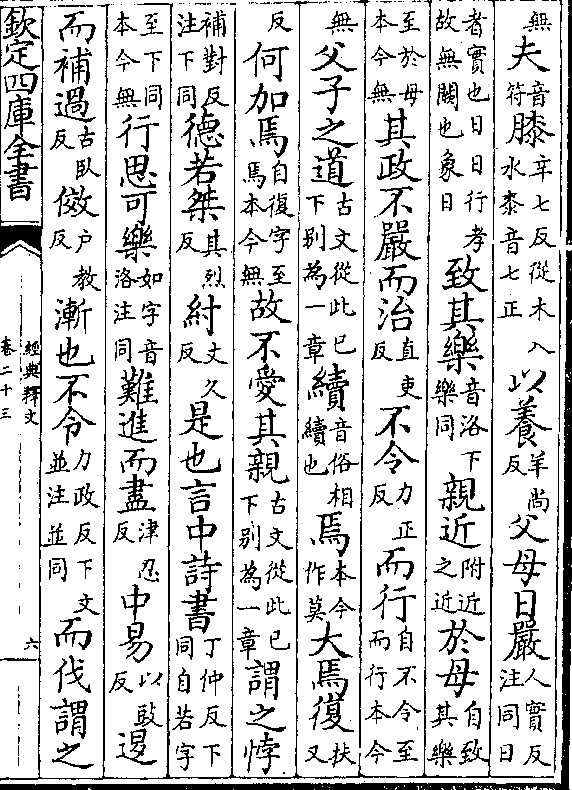 無夫音符膝辛七反從木入水泰音七正以養羊尚反父母日嚴人實反注同日
者實也日日行孝故無闕也象日致其樂音洛下樂同親近附近之近於母自致其樂
至於母本今無其政不嚴而治直吏反不令力正反而行自不令至而行本今
無父子之道古文從此已下别為一章續音俗相續也焉本今作莫大焉復扶又
反何加焉自復字至焉本今無故不愛其親古文從此已下别為一章謂之悖
補對反注下同德若桀其烈反紂丈久反是也言中詩書丁仲反下同自若字
至下同本今無行思可樂如字音洛注同難進而盡津忍反中易以豉反退
而補過古卧反傚户教反漸也不令力政反下文並注並同而伐謂之
欽定四庫全書
經典釋文
卷二十三
六